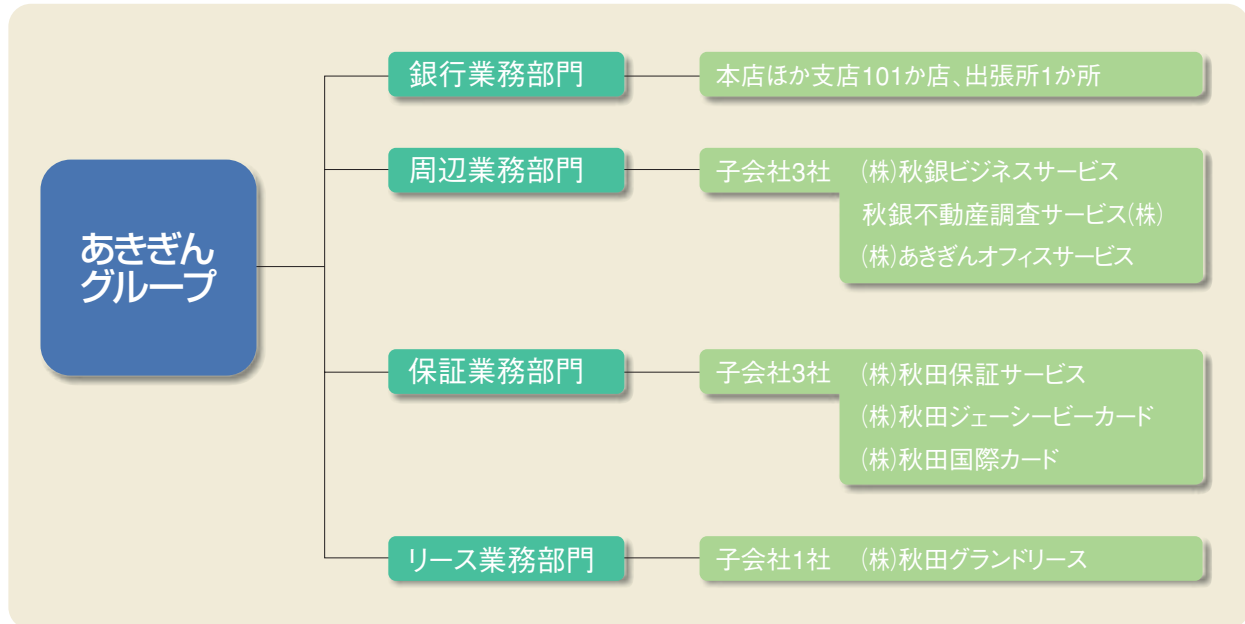 あきぎん
グループ
銀行業務部門
本店ほか支店101か店、出張所1か所
周辺業務部門
子会社3社 (株)秋銀ビジネスサービス
秋銀不動産調査サービス(株)
(株)あきぎんオフィスサービス
保証業務部門
子会社3社 (株)秋田保証サービス
(株)秋田ジェーシービーカード
(株)秋田国際カード
リース業務部門
子会社1社 (株)秋田グランドリース